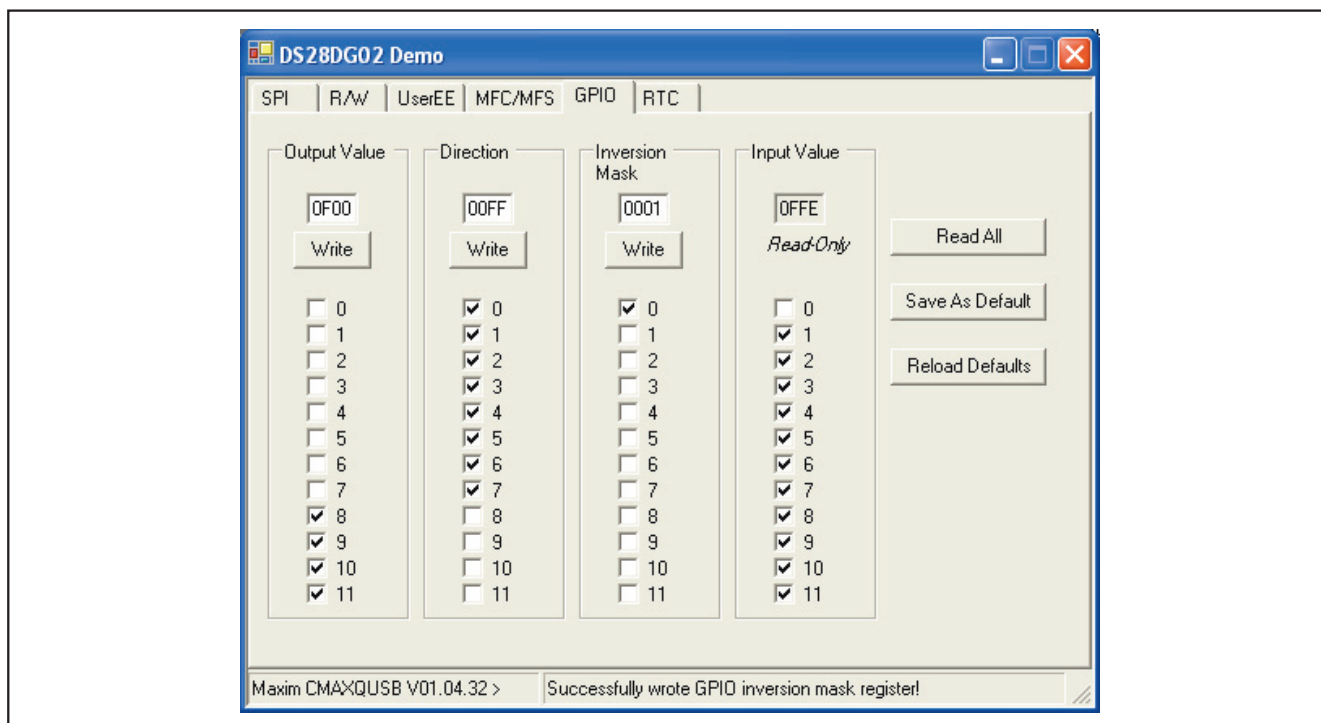 DS28DG02 Demo
SPI R/W UserEE MFC/MFS GPIO RTC
Output Value
0F00
Write
0
1
2
3
4
5
6
7
8
9
10
11
Direction
00FF
Write
0
1
2
3
4
5
6
7
8
9
10
11
Inversion
Mask
0001
Write
0
1
2
3
4
5
6
7
8
9
10
11
Input Value
0FFE
Read-Only
0
1
2
3
4
5
6
7
8
9
10
11
Read All
Save As Default
Reload Defaults
Maxim CMAXQUSB V01.04.32 > Successfully wrote GPIO inversion mask register!